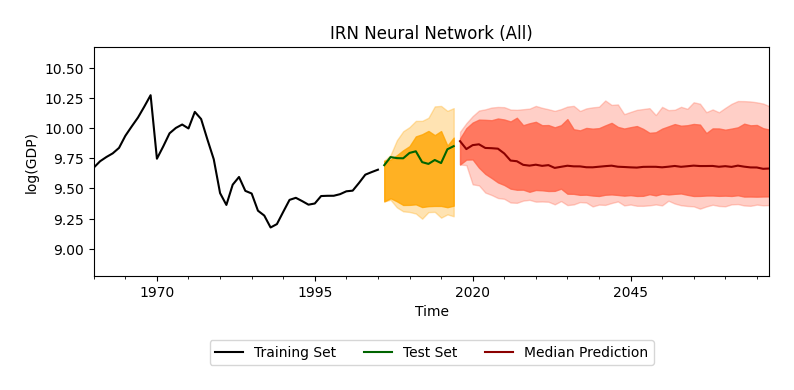 IRN Neural Network (All)
10.50
10.25
10.00
9.75
9.50
9.25
9.00
log(GDP)
1970 1995 2020 2045
Time
Training Set Test Set Median Prediction